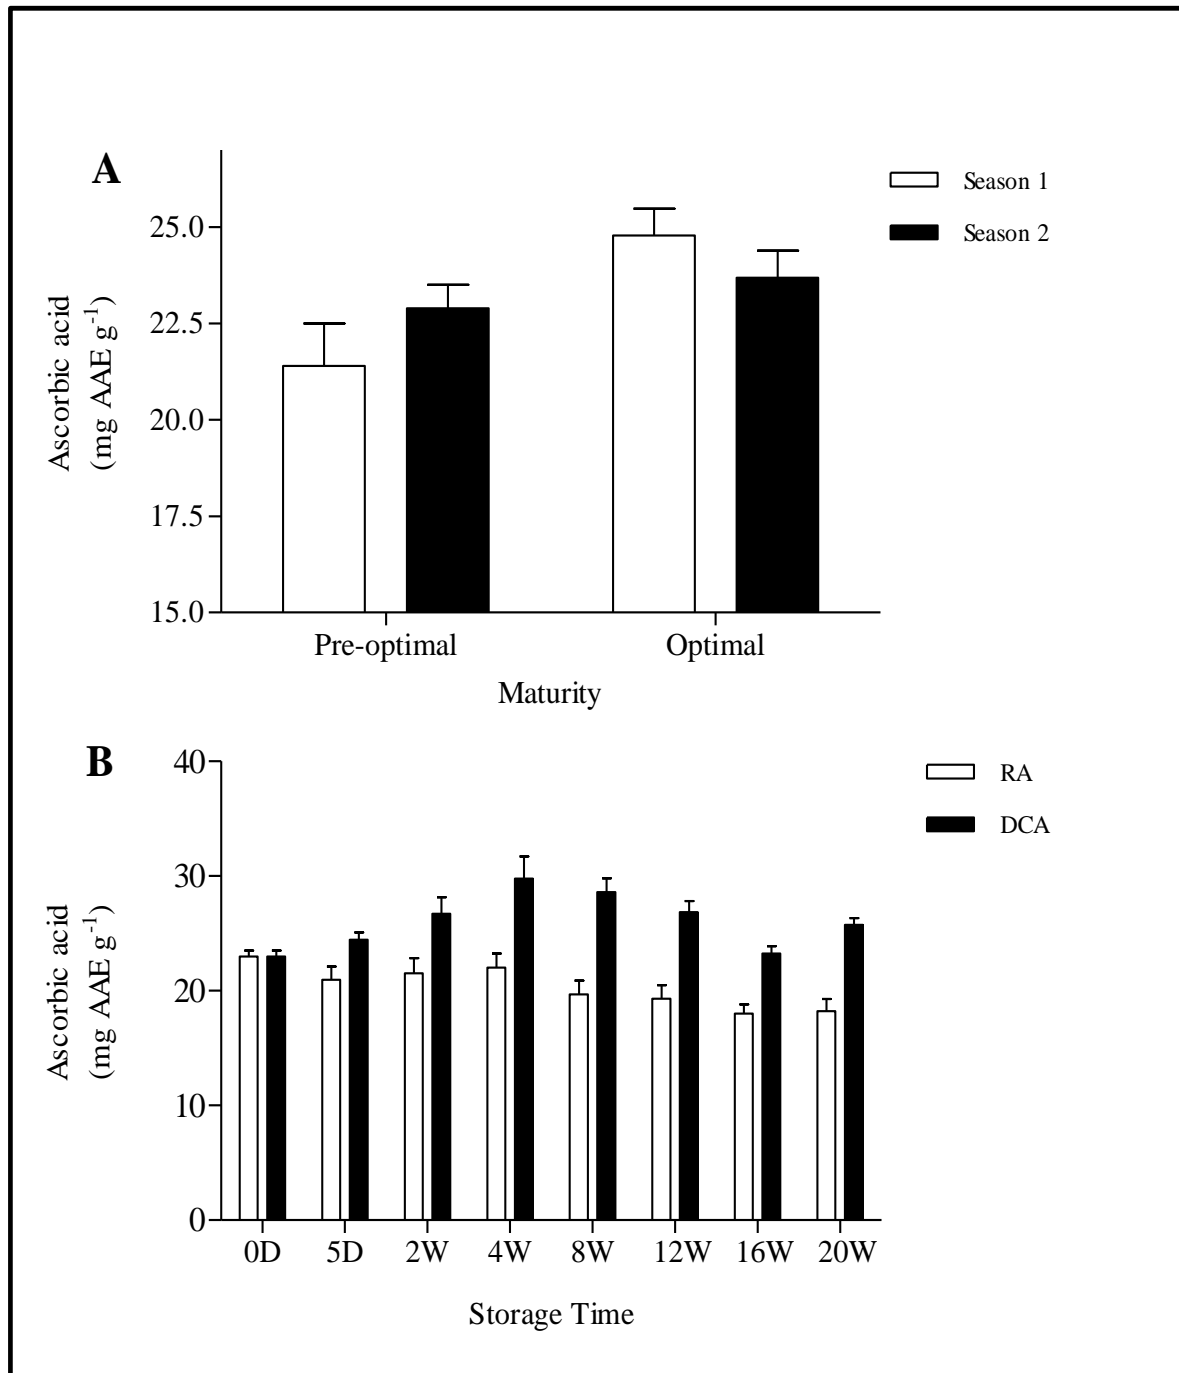 A
Season 1
Season 2
25.0
22.5
20.0
17.5
15.0
Ascorbic acid
(mg AAE g⁻¹)
Pre-optimal Optimal
Maturity
B
RA
DCA
40
30
20
10
0
Ascorbic acid
(mg AAE g⁻¹)
0D 5D 2W 4W 8W 12W 16W 20W
Storage Time